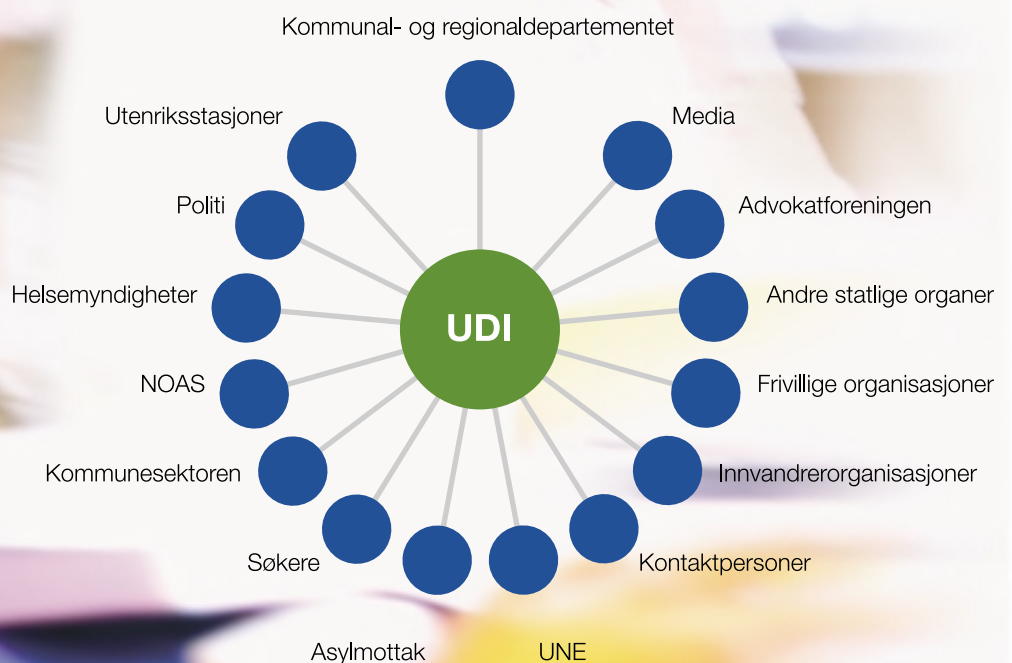 Kommunal- og regionaldepartementet
Utenriksstasjoner
Media
Politi
Advokatforeningen
Helsemyndigheter
Andre statlige organer
UDI
NOAS
Frivillige organisasjoner
Kommunesektoren
Innvandrerorganisasjoner
Søkere
Kontaktpersoner
Asylmottak
UNE